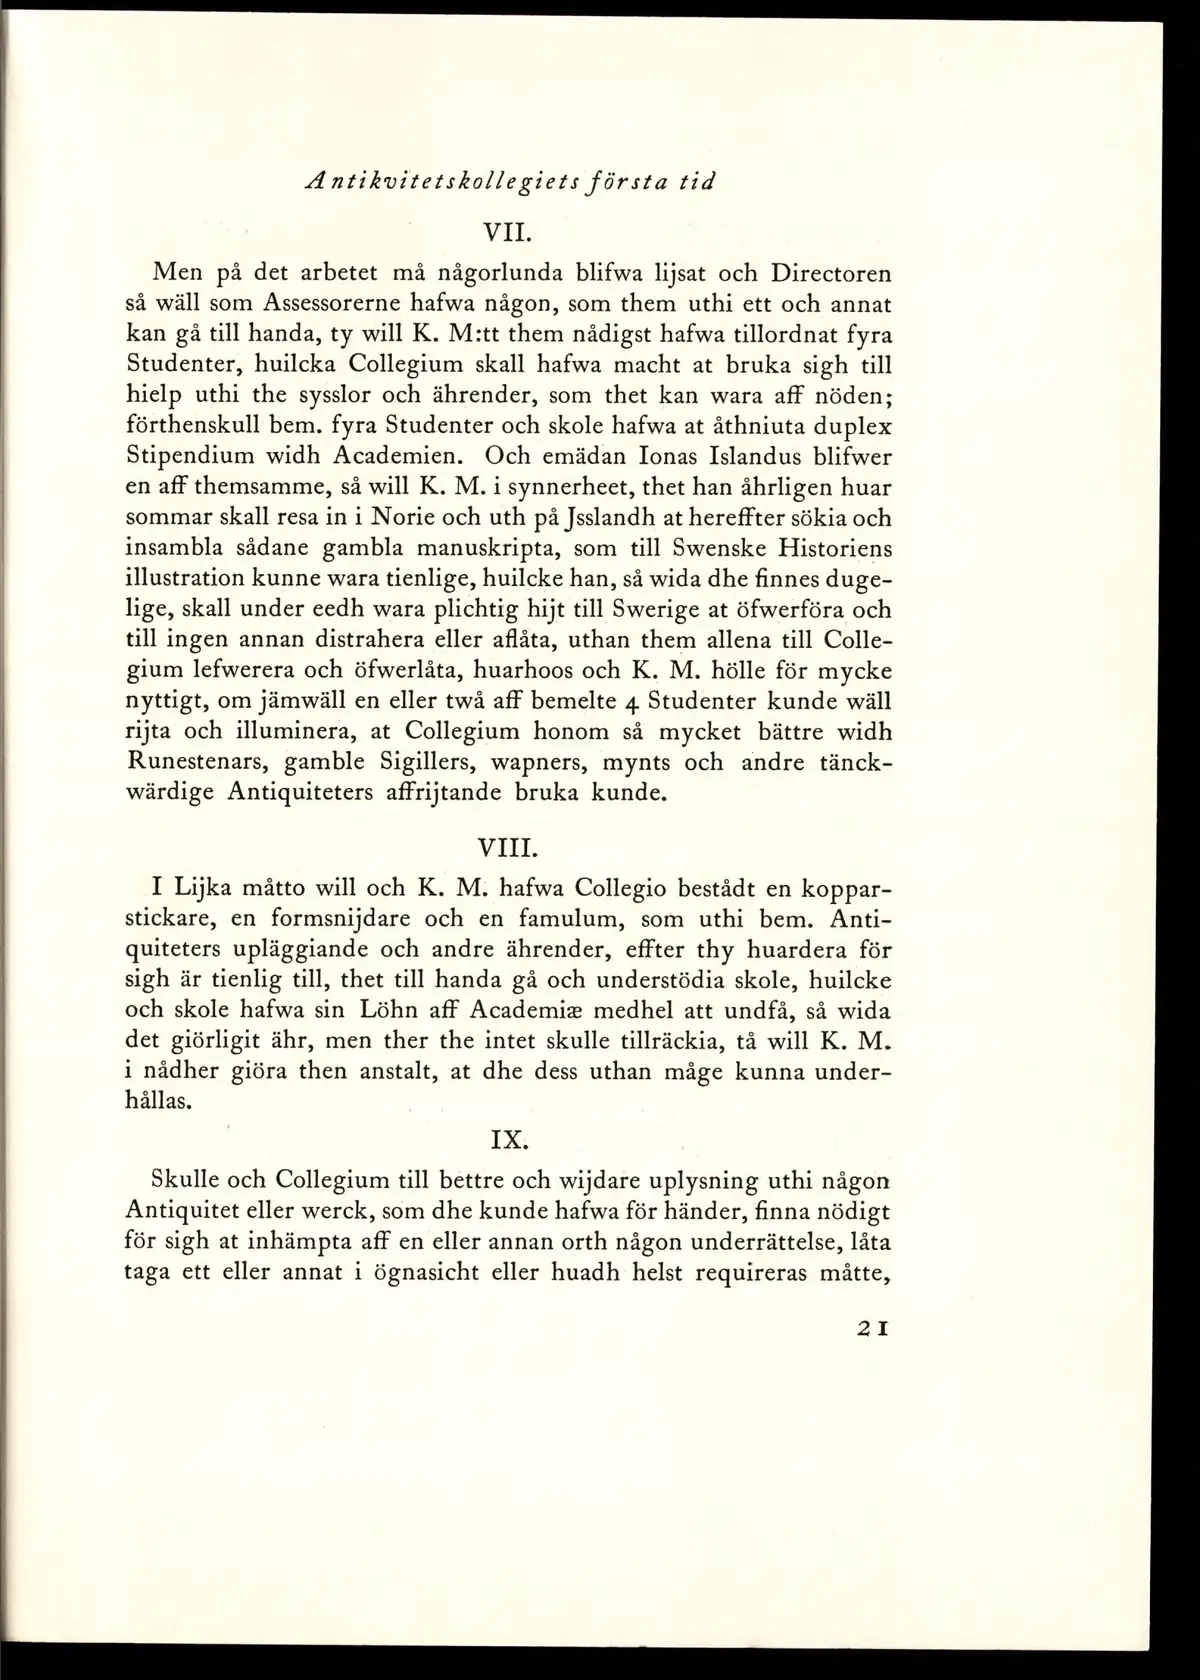 Antikvitetskollegiets första tid
VII.
Men på det arbetet må någorlunda blifwa lijsat och Directoren
så wäll som Assessorerne hafwa någon, som them uthi ett och annat
kan gå till handa, ty will K. M:tt them nådigst hafwa tillordnat fyra
Studenter, huilcka Collegium skall hafwa macht at bruka sigh till
hielp uthi the sysslor och ährender, som thet kan wara aff nöden;
förthenskull bem. fyra Studenter och skole hafwa at åthniuta duplex
Stipendium widh Academien. Och emädan Ionas Islandus blifwer
en aff themsamme, så will K. M. i synnerheet, thet han åhrligen huar
sommar skall resa in i Norie och uth på Jsslandh at hereffter sökia och
insambla sådane gambla manuskripta, som till Swenske Historiens
illustration kunne wara tienlige, huilcke han, så wida dhe finnes duge-
lige, skall under eedh wara plichtig hijt till Swerige at öfwerföra och
till ingen annan distrahera eller aflåta, uthan them allena till Colle-
gium lefwerera och öfwerlåta, huarhoos och K. M. hölle för mycke
nyttigt, om jämwäll en eller twå aff bemelte 4 Studenter kunde wäll
rijta och illuminera, at Collegium honom så mycket bättre widh
Runestenars, gamble Sigillers, wapners, mynts och andre tänck-
wärdige Antiquiteters affrijtande bruka kunde.
VIII.
I Lijka måtto will och K. M. hafwa Collegio bestådt en koppar-
stickare, en formsnijdare och en famulum, som uthi bem. Anti-
quiteters upläggiande och andre ährender, effter thy huardera för
sigh är tienlig till, thet till handa gå och understödia skole, huilcke
och skole hafwa sin Löhn aff Academiæ medhel att undfå, så wida
det giörligit ähr, men ther the intet skulle tillräckia, tå will K. M.
i nådher giöra then anstalt, at dhe dess uthan måge kunna under-
hållas.
IX.
Skulle och Collegium till bettre och wijdare uplysning uthi någon
Antiquitet eller werck, som dhe kunde hafwa för händer, finna nödigt
för sigh at inhämpta aff en eller annan orth någon underrättelse, låta
taga ett eller annat i ögnasicht eller huadh helst requireras måtte,
21